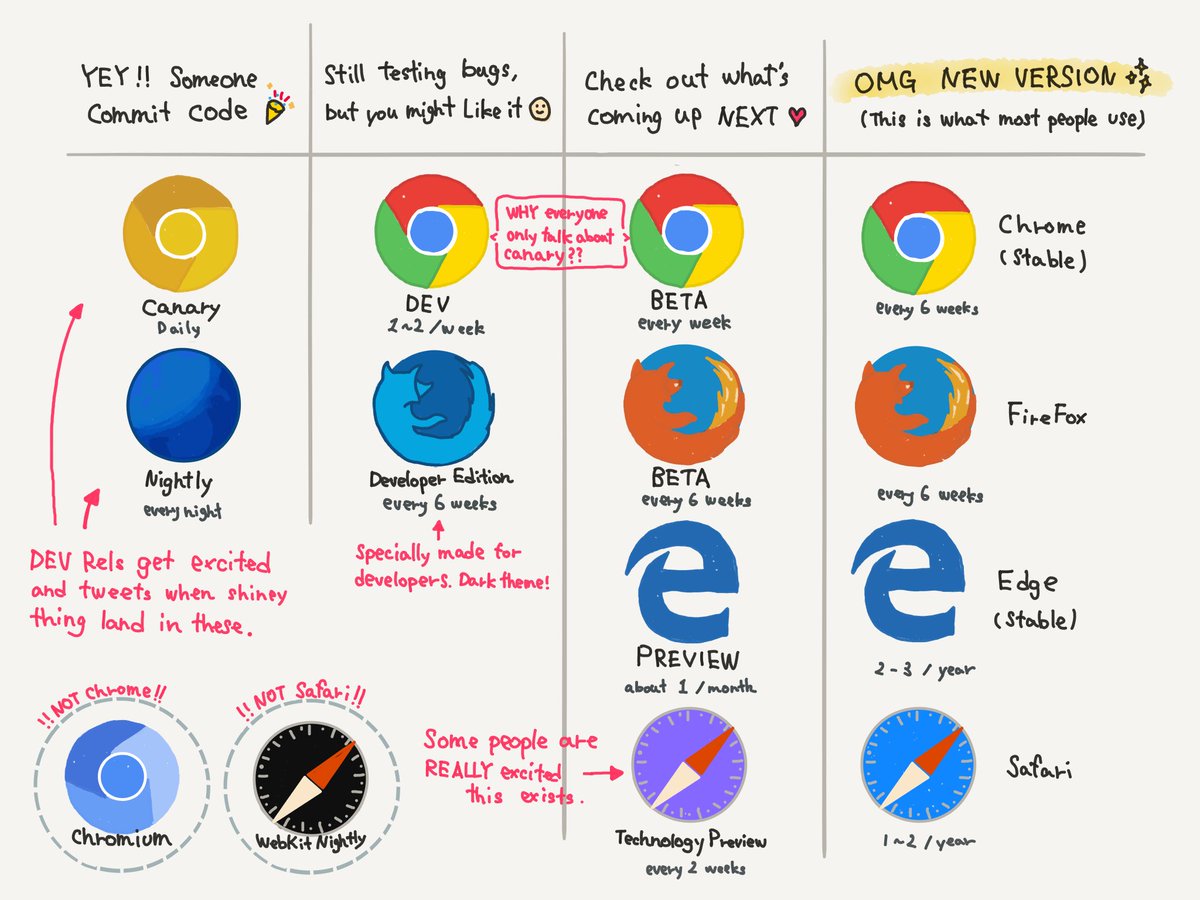 YEY!! Someone
Commit Code
Still testing bugs,
but you might Like it
Check out what's
coming up NEXT
OMG NEW VERSION
(This is what most people use)
Canary
Daily
DEV
1~2 / week
WHY everyone
only talk about
canary??
BETA
every week
every 6 weeks
Chrome
(Stable)
Nightly
every night
Developer Edition
every 6 weeks
BETA
every 6 weeks
every 6 weeks
FireFox
DEV Rels get excited
and tweets when shiney
thing land in these.
Specially made for
developers. Dark theme!
PREVIEW
about 1 / month
2-3 / year
Edge
(Stable)
!! NOT Chrome!!
Chromium
!! NOT Safari!!
WebKit Nightly
Some people are
REALLY excited
this exists.
Technology Preview
every 2 weeks
1~2 / year
Safari